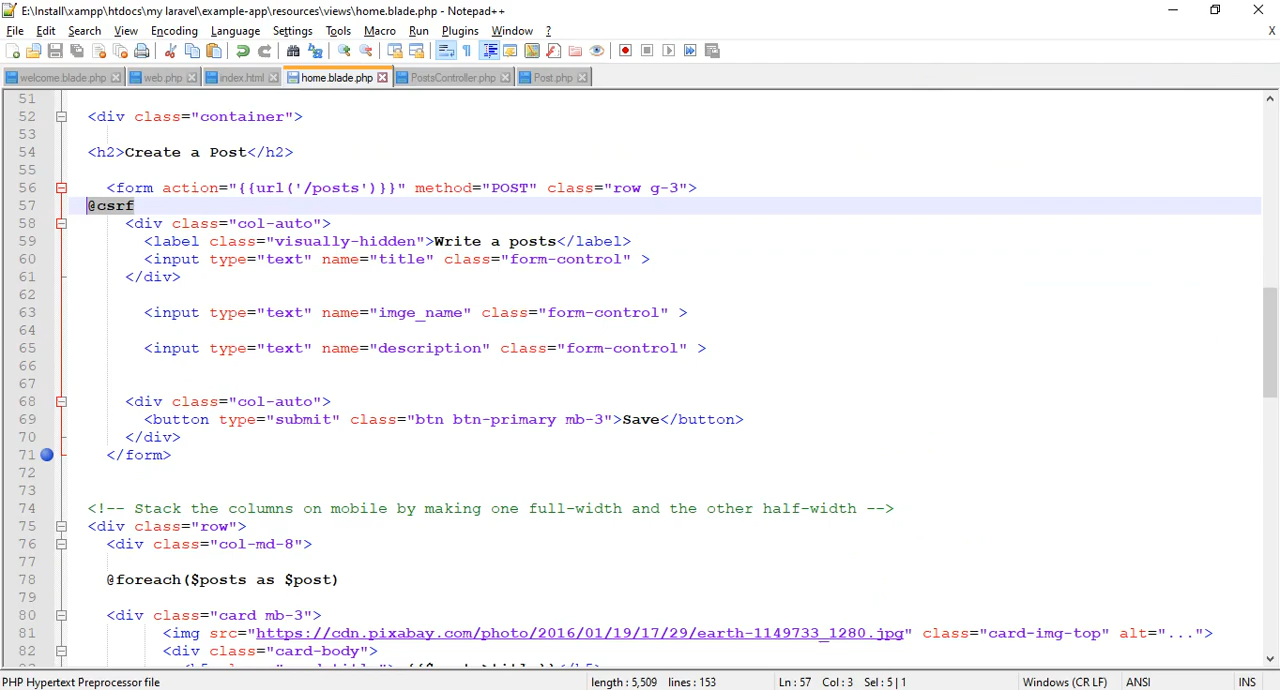 E:\Install\xampp\htdocs\my laravel\example-app\resources\views\home.blade.php - Notepad++
File Edit Search View Encoding Language Settings Tools Macro Run Plugins Window ?
X
welcome.blade.php web.php index.html home.blade.php PostsController.php Post.php
51
52 <div class="container">
53
54 <h2>Create a Post</h2>
55
56 <form action="{{url('/posts')}}" method="POST" class="row g-3">
57 @csrf
58 <div class="col-auto">
59 <label class="visually-hidden">Write a posts</label>
60 <input type="text" name="title" class="form-control" >
61 </div>
62
63 <input type="text" name="imge_name" class="form-control" >
64
65 <input type="text" name="description" class="form-control" >
66
67
68 <div class="col-auto">
69 <button type="submit" class="btn btn-primary mb-3">Save</button>
70 </div>
71 </form>
72
73
74 <!-- Stack the columns on mobile by making one full-width and the other half-width -->
75 <div class="row">
76 <div class="col-md-8">
77
78 @foreach($posts as $post)
79
80 <div class="card mb-3">
81 <img src="https://cdn.pixabay.com/photo/2016/01/19/17/29/earth-1149733_1280.jpg" class="card-img-top" alt="...">
82 <div class="card-body">
PHP Hypertext Preprocessor file length : 5,509 lines : 153 Ln : 57 Col : 3 Sel : 5 | 1 Windows (CR LF) ANSI INS